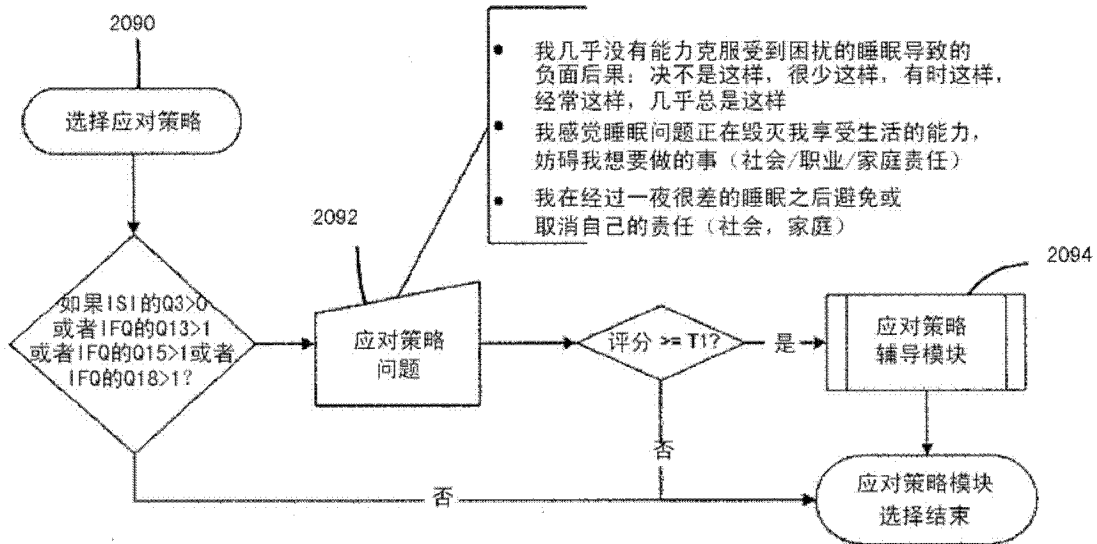 2090
选择应对策略
• 我几乎没有能力克服受到困扰的睡眠导致的
负面后果：决不是这样，很少这样，有时这样，
经常这样，几乎总是这样
• 我感觉睡眠问题正在毁灭我享受生活的能力，
妨碍我想要做的事（社会/职业/家庭责任）
• 我在经过一夜很差的睡眠之后避免或
取消自己的责任（社会，家庭）
2092
2094
如果ISI的Q3>0
或者IFQ的Q13>1
或者IFQ的Q15>1或者
IFQ的Q18>1?
应对策略
问题
评分 >= T1?
是
应对策略
辅导模块
否
否
应对策略模块
选择结束